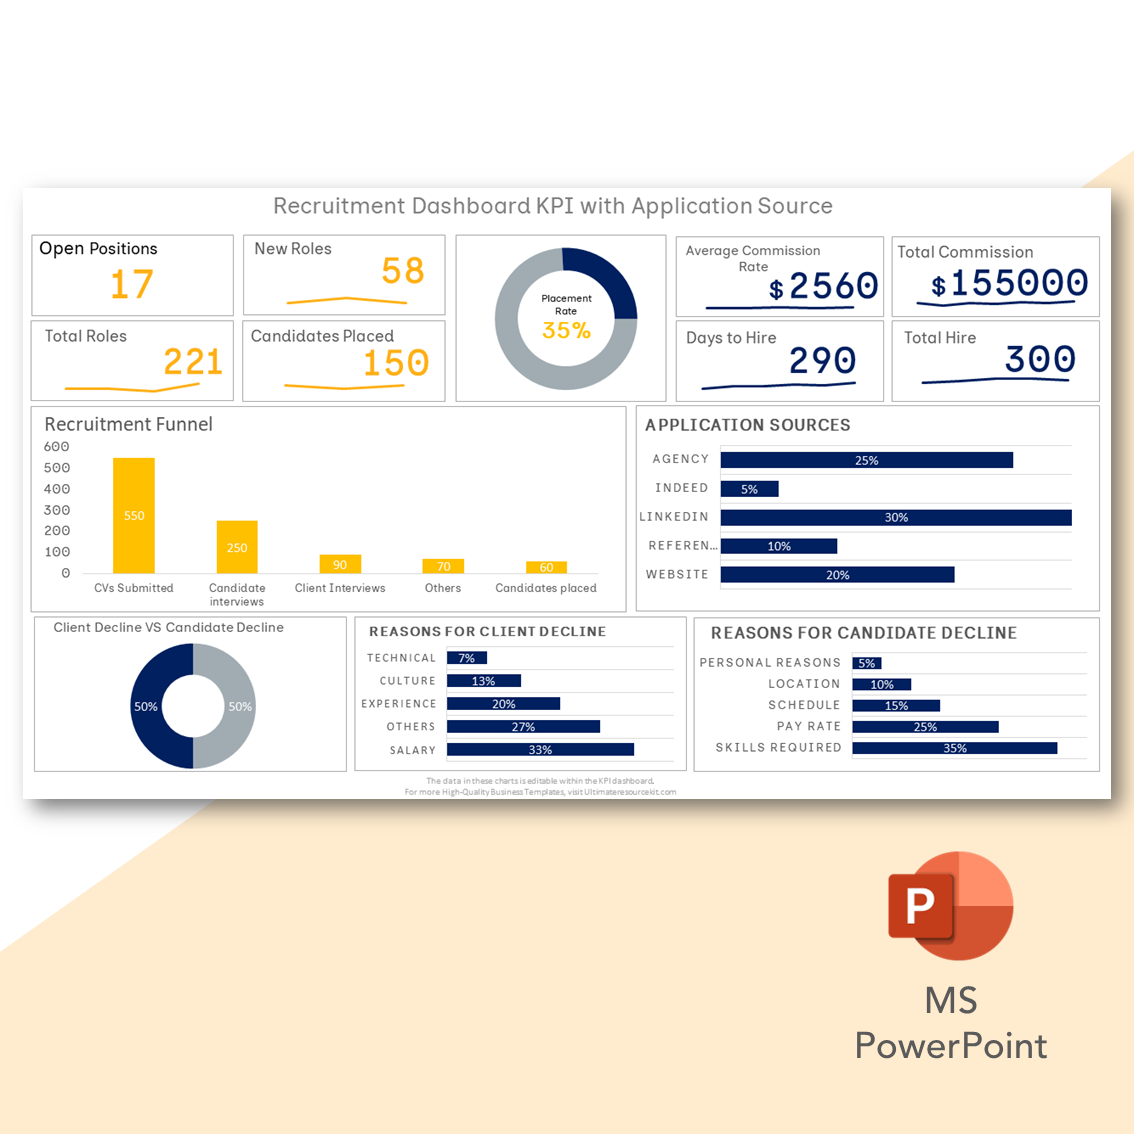 Recruitment Dashboard KPI with Application Source
Open Positions
17
New Roles
58
Placement
Rate
35%
Average Commission
Rate
$2560
Total Commission
$155000
Total Roles
221
Candidates Placed
150
Days to Hire
290
Total Hire
300
Recruitment Funnel
600
500
400
300
200
100
0
550
250
90
70
60
CVs Submitted
Candidate
interviews
Client Interviews
Others
Candidates placed
APPLICATION SOURCES
AGENCY 25%
INDEED 5%
LINKEDIN 30%
REFEREN... 10%
WEBSITE 20%
Client Decline VS Candidate Decline
50% 50%
REASONS FOR CLIENT DECLINE
TECHNICAL 7%
CULTURE 13%
EXPERIENCE 20%
OTHERS 27%
SALARY 33%
REASONS FOR CANDIDATE DECLINE
PERSONAL REASONS 5%
LOCATION 10%
SCHEDULE 15%
PAY RATE 25%
SKILLS REQUIRED 35%
The data in these charts is editable within the KPI dashboard.
For more High-Quality Business Templates, visit Ultimateresourcekit.com
P
MS
PowerPoint